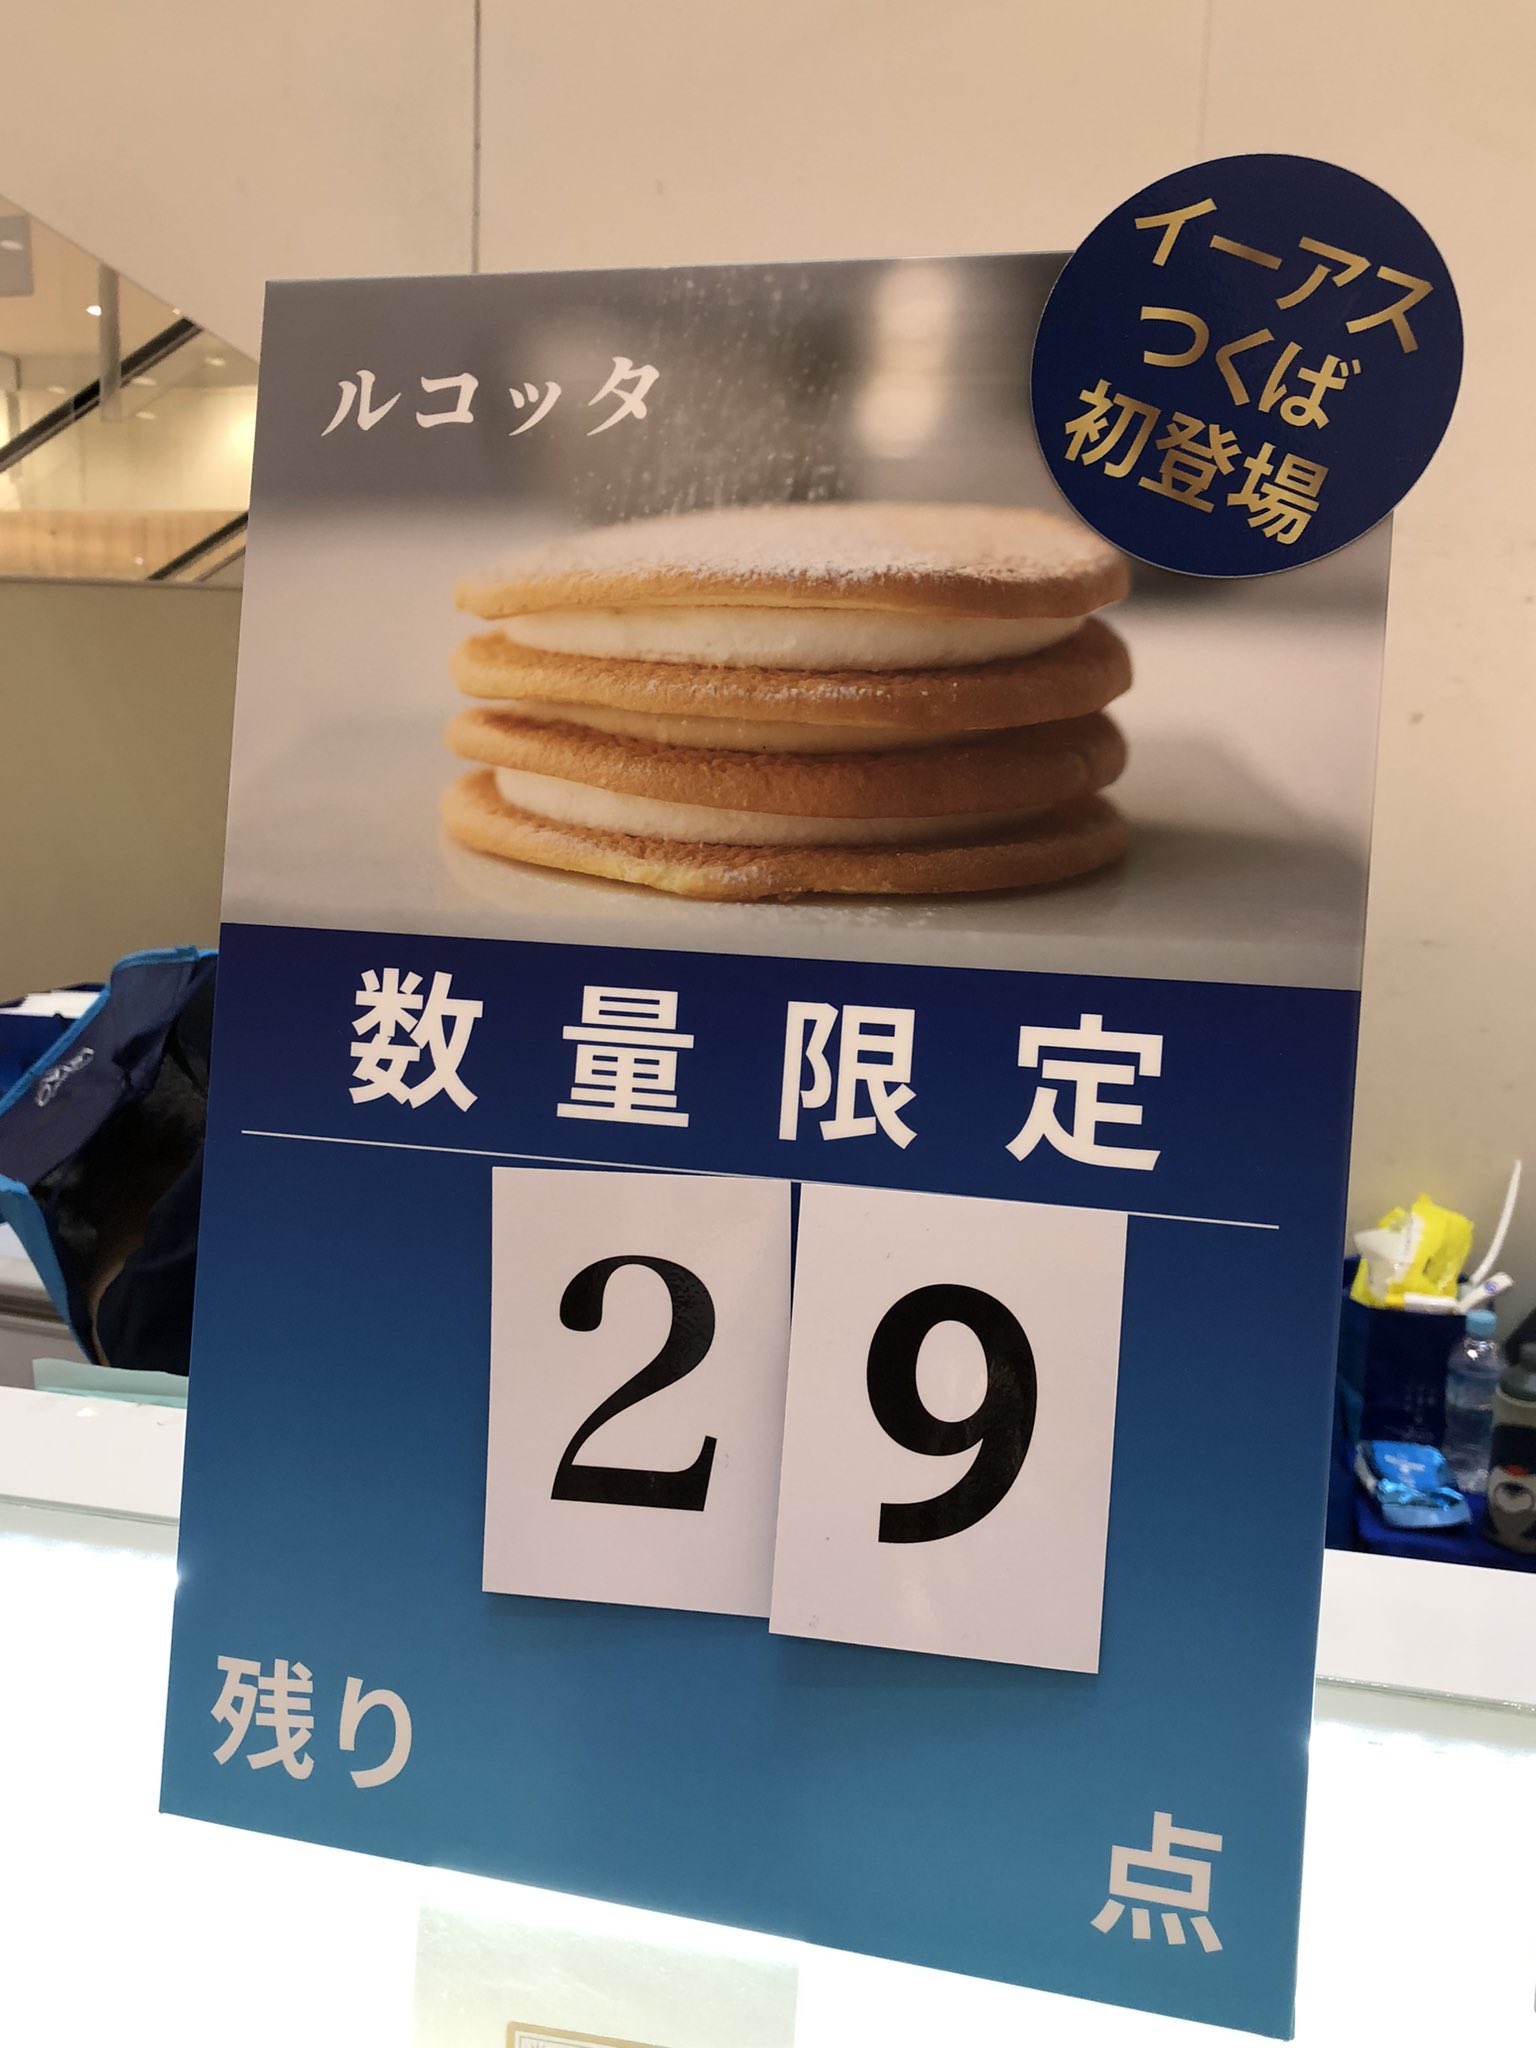 イーアス
つくば
初登場
ルコッタ
数量限定
29
残り
点